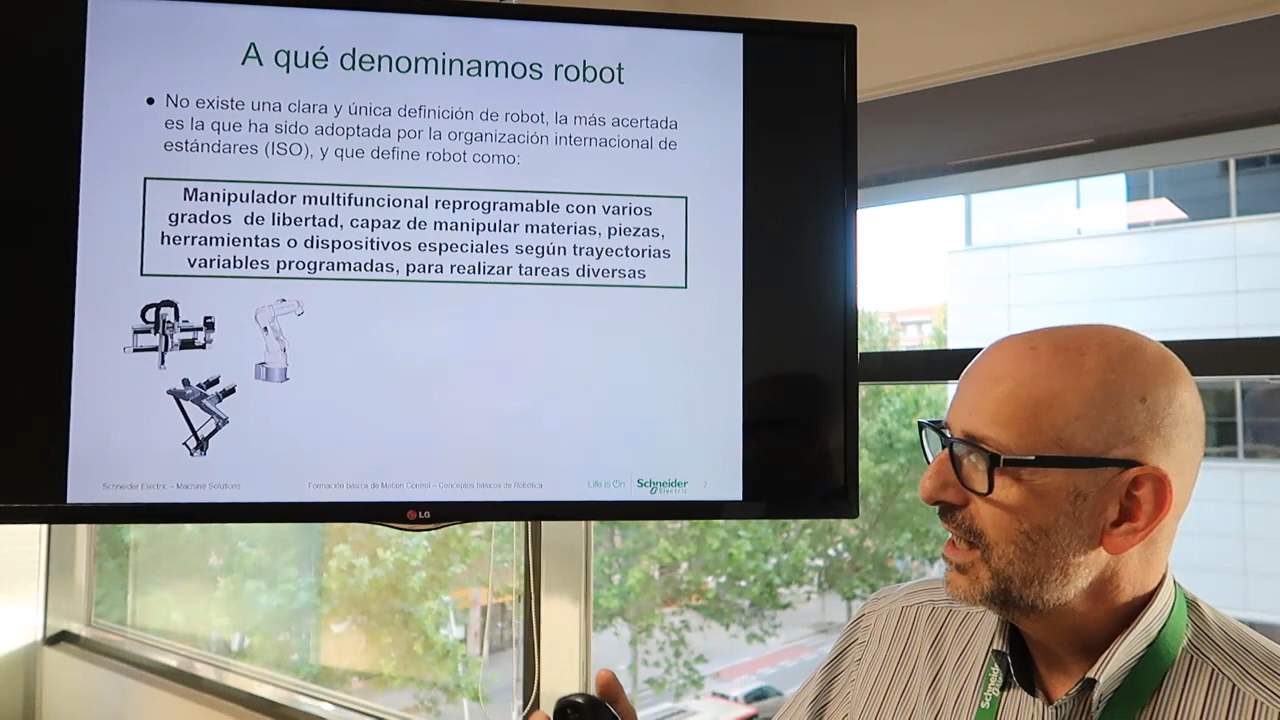 A qué denominamos robot
● No existe una clara y única definición de robot, la más acertada
es la que ha sido adoptada por la organización internacional de
estándares (ISO), y que define robot como:
Manipulador multifuncional reprogramable con varios
grados de libertad, capaz de manipular materias, piezas,
herramientas o dispositivos especiales según trayectorias
variables programadas, para realizar tareas diversas
Schneider Electric – Machine Solutions
Formación básica de Motion Control – Conceptos básicos de Robótica
Life Is On
Schneider
Electric
2
LG
Schneid